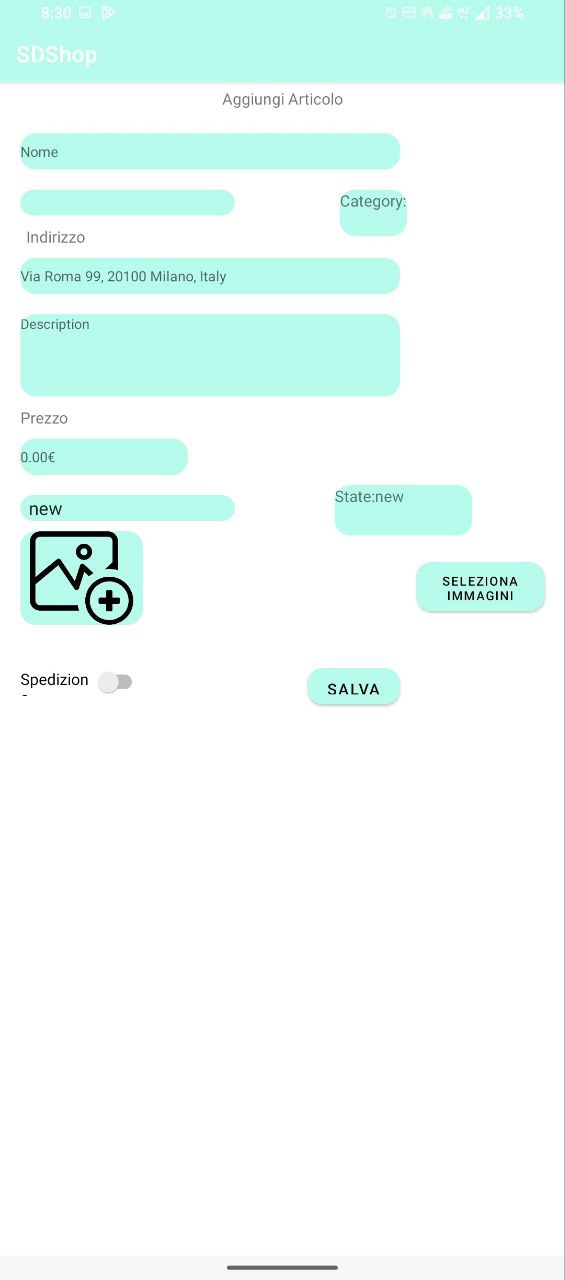 8:30 33%
SDShop
Aggiungi Articolo
Nome
Category:
Indirizzo
Via Roma 99, 20100 Milano, Italy
Description
Prezzo
0.00€
new
State:new
SELEZIONA
IMMAGINI
Spedizion
SALVA